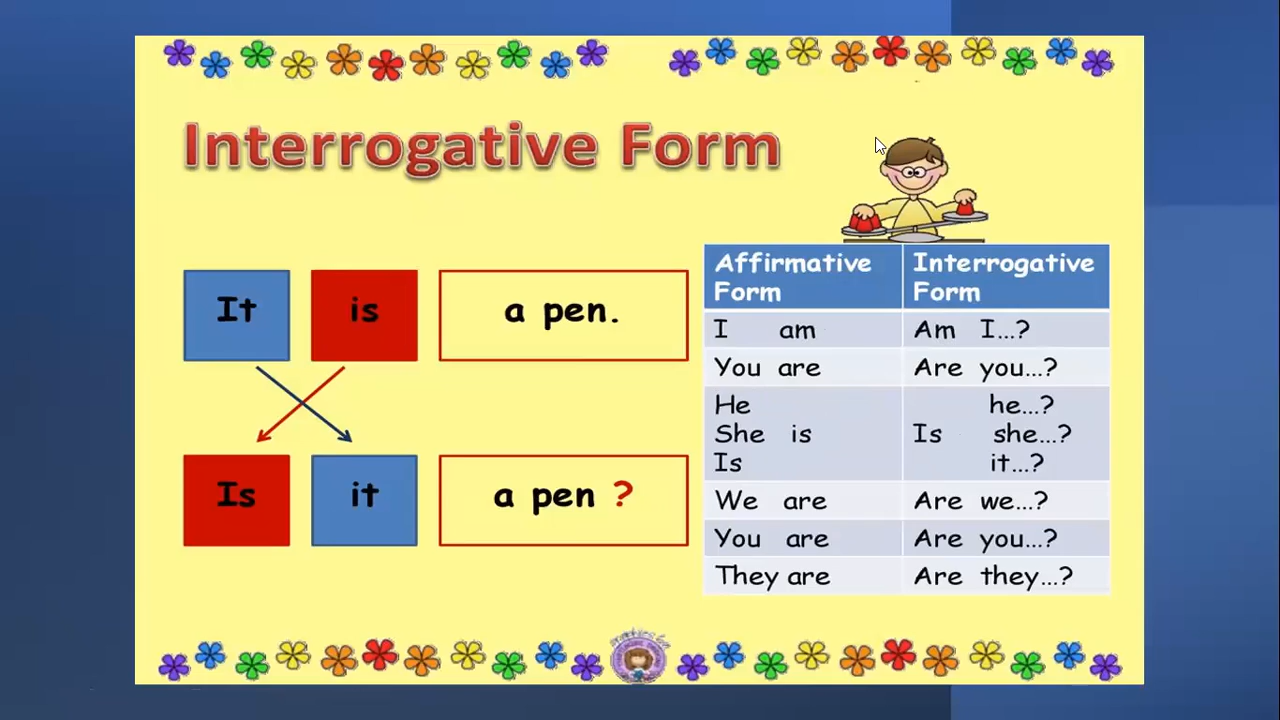 Interrogative Form
It is a pen.
Is it a pen ?
Affirmative Form
Interrogative Form
I am
Am I...?
You are
Are you...?
He
She is
Is
he...?
Is she...?
it...?
We are
Are we...?
You are
Are you...?
They are
Are they...?